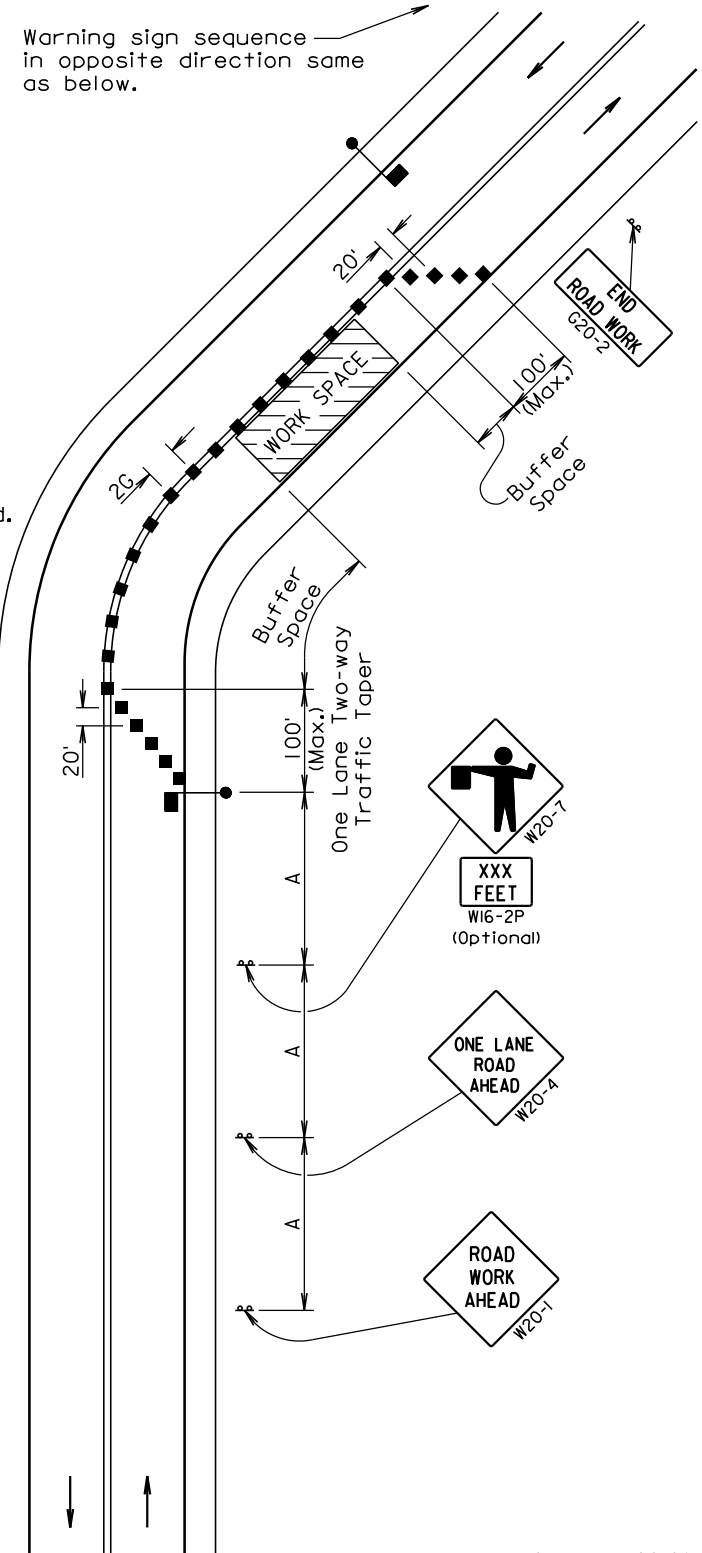 Warning sign sequence
in opposite direction same
as below.
20'
END
ROAD WORK
G20-2
100'
(Max.)
WORK SPACE
Buffer
Space
2G
d.
Buffer
Space
One Lane Two-way
Traffic Taper
100'
(Max.)
20'
W20-7
XXX
FEET
W16-2P
(Optional)
A
A
ONE LANE
ROAD
AHEAD
W20-4
A
ROAD
WORK
AHEAD
W20-1